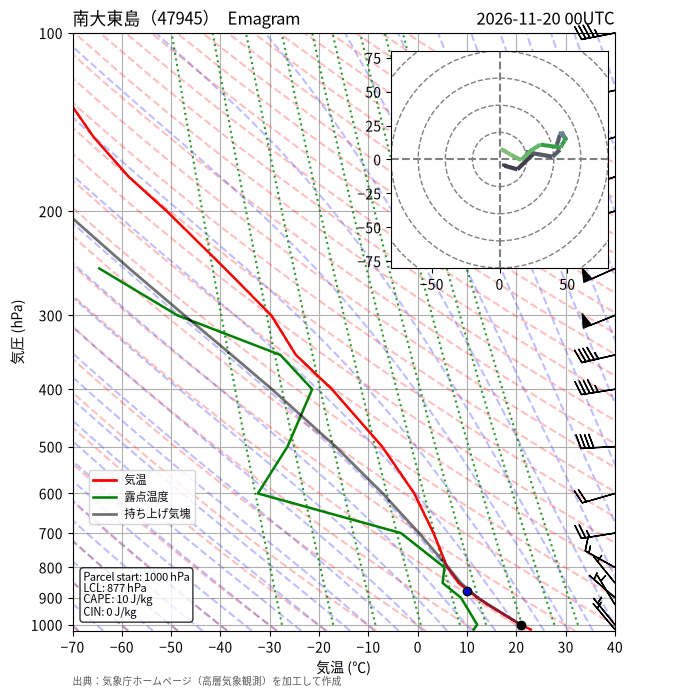 南大東島（47945） Emagram
2026-11-20 00UTC
100
200
300
400
500
600
700
800
900
1000
気圧 (hPa)
75
50
25
0
−25
−50
−75
−50
0
50
気温
露点温度
持ち上げ気塊
Parcel start: 1000 hPa
LCL: 877 hPa
CAPE: 10 J/kg
CIN: 0 J/kg
−70
−60
−50
−40
−30
−20
−10
0
10
20
30
40
気温 (℃)
出典：気象庁ホームページ（高層気象観測）を加工して作成